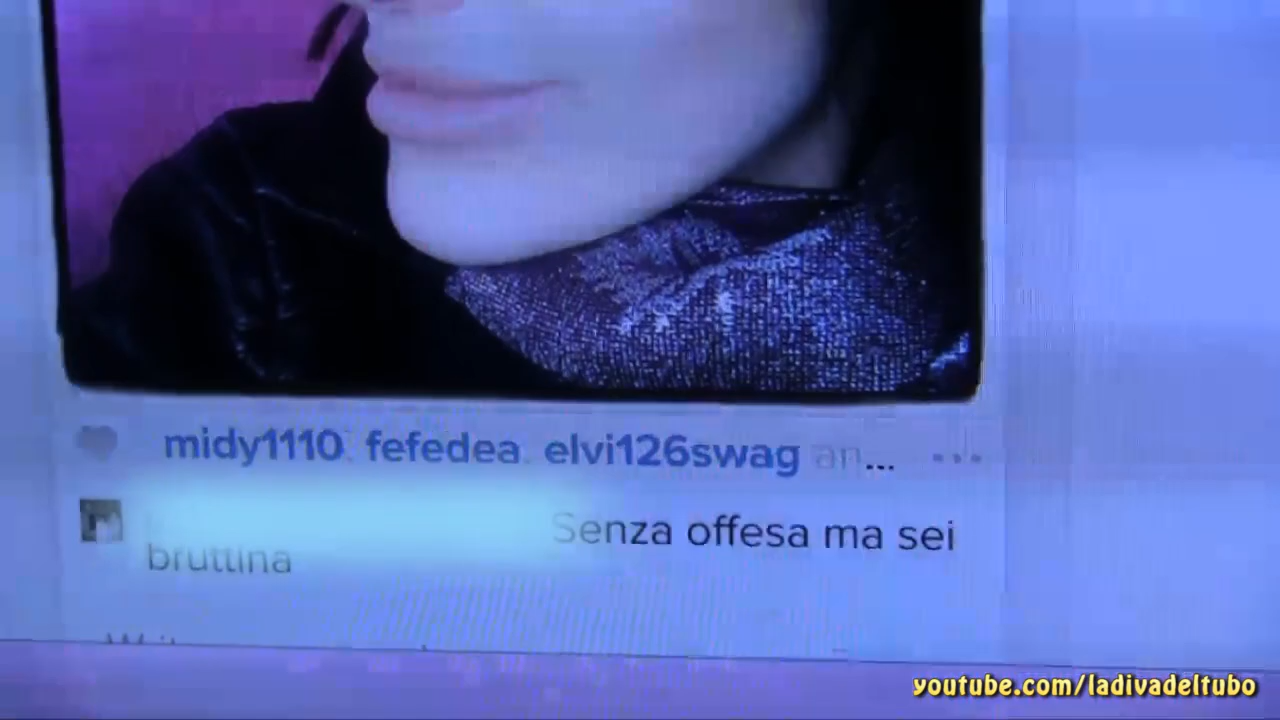 midy1110, fefedea, elvi126swag an...
Senza offesa ma sei
bruttina
youtube.com/ladivadeltubo